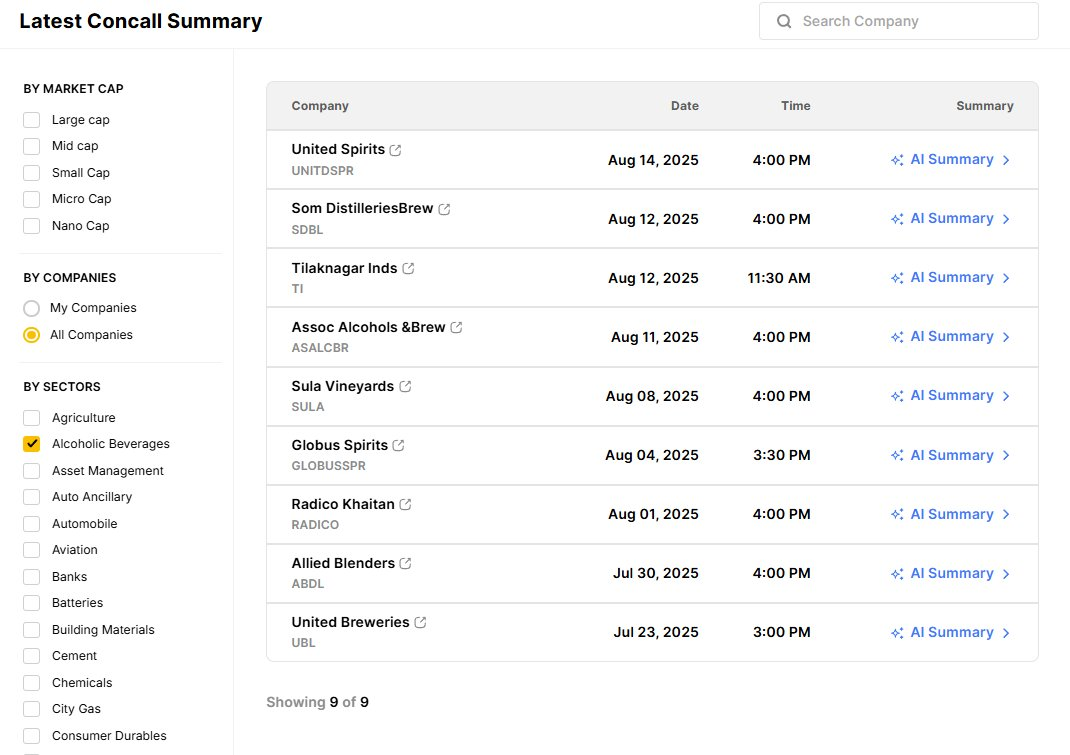 Latest Concall Summary
Search Company
BY MARKET CAP
Large cap
Mid cap
Small Cap
Micro Cap
Nano Cap
BY COMPANIES
My Companies
All Companies
BY SECTORS
Agriculture
Alcoholic Beverages
Asset Management
Auto Ancillary
Automobile
Aviation
Banks
Batteries
Building Materials
Cement
Chemicals
City Gas
Consumer Durables
Company Date Time Summary
United Spirits
UNITDSPR
Aug 14, 2025 4:00 PM AI Summary
Som DistilleriesBrew
SDBL
Aug 12, 2025 4:00 PM AI Summary
Tilaknagar Inds
TI
Aug 12, 2025 11:30 AM AI Summary
Assoc Alcohols &Brew
ASALCBR
Aug 11, 2025 4:00 PM AI Summary
Sula Vineyards
SULA
Aug 08, 2025 4:00 PM AI Summary
Globus Spirits
GLOBUSSPR
Aug 04, 2025 3:30 PM AI Summary
Radico Khaitan
RADICO
Aug 01, 2025 4:00 PM AI Summary
Allied Blenders
ABDL
Jul 30, 2025 4:00 PM AI Summary
United Breweries
UBL
Jul 23, 2025 3:00 PM AI Summary
Showing 9 of 9